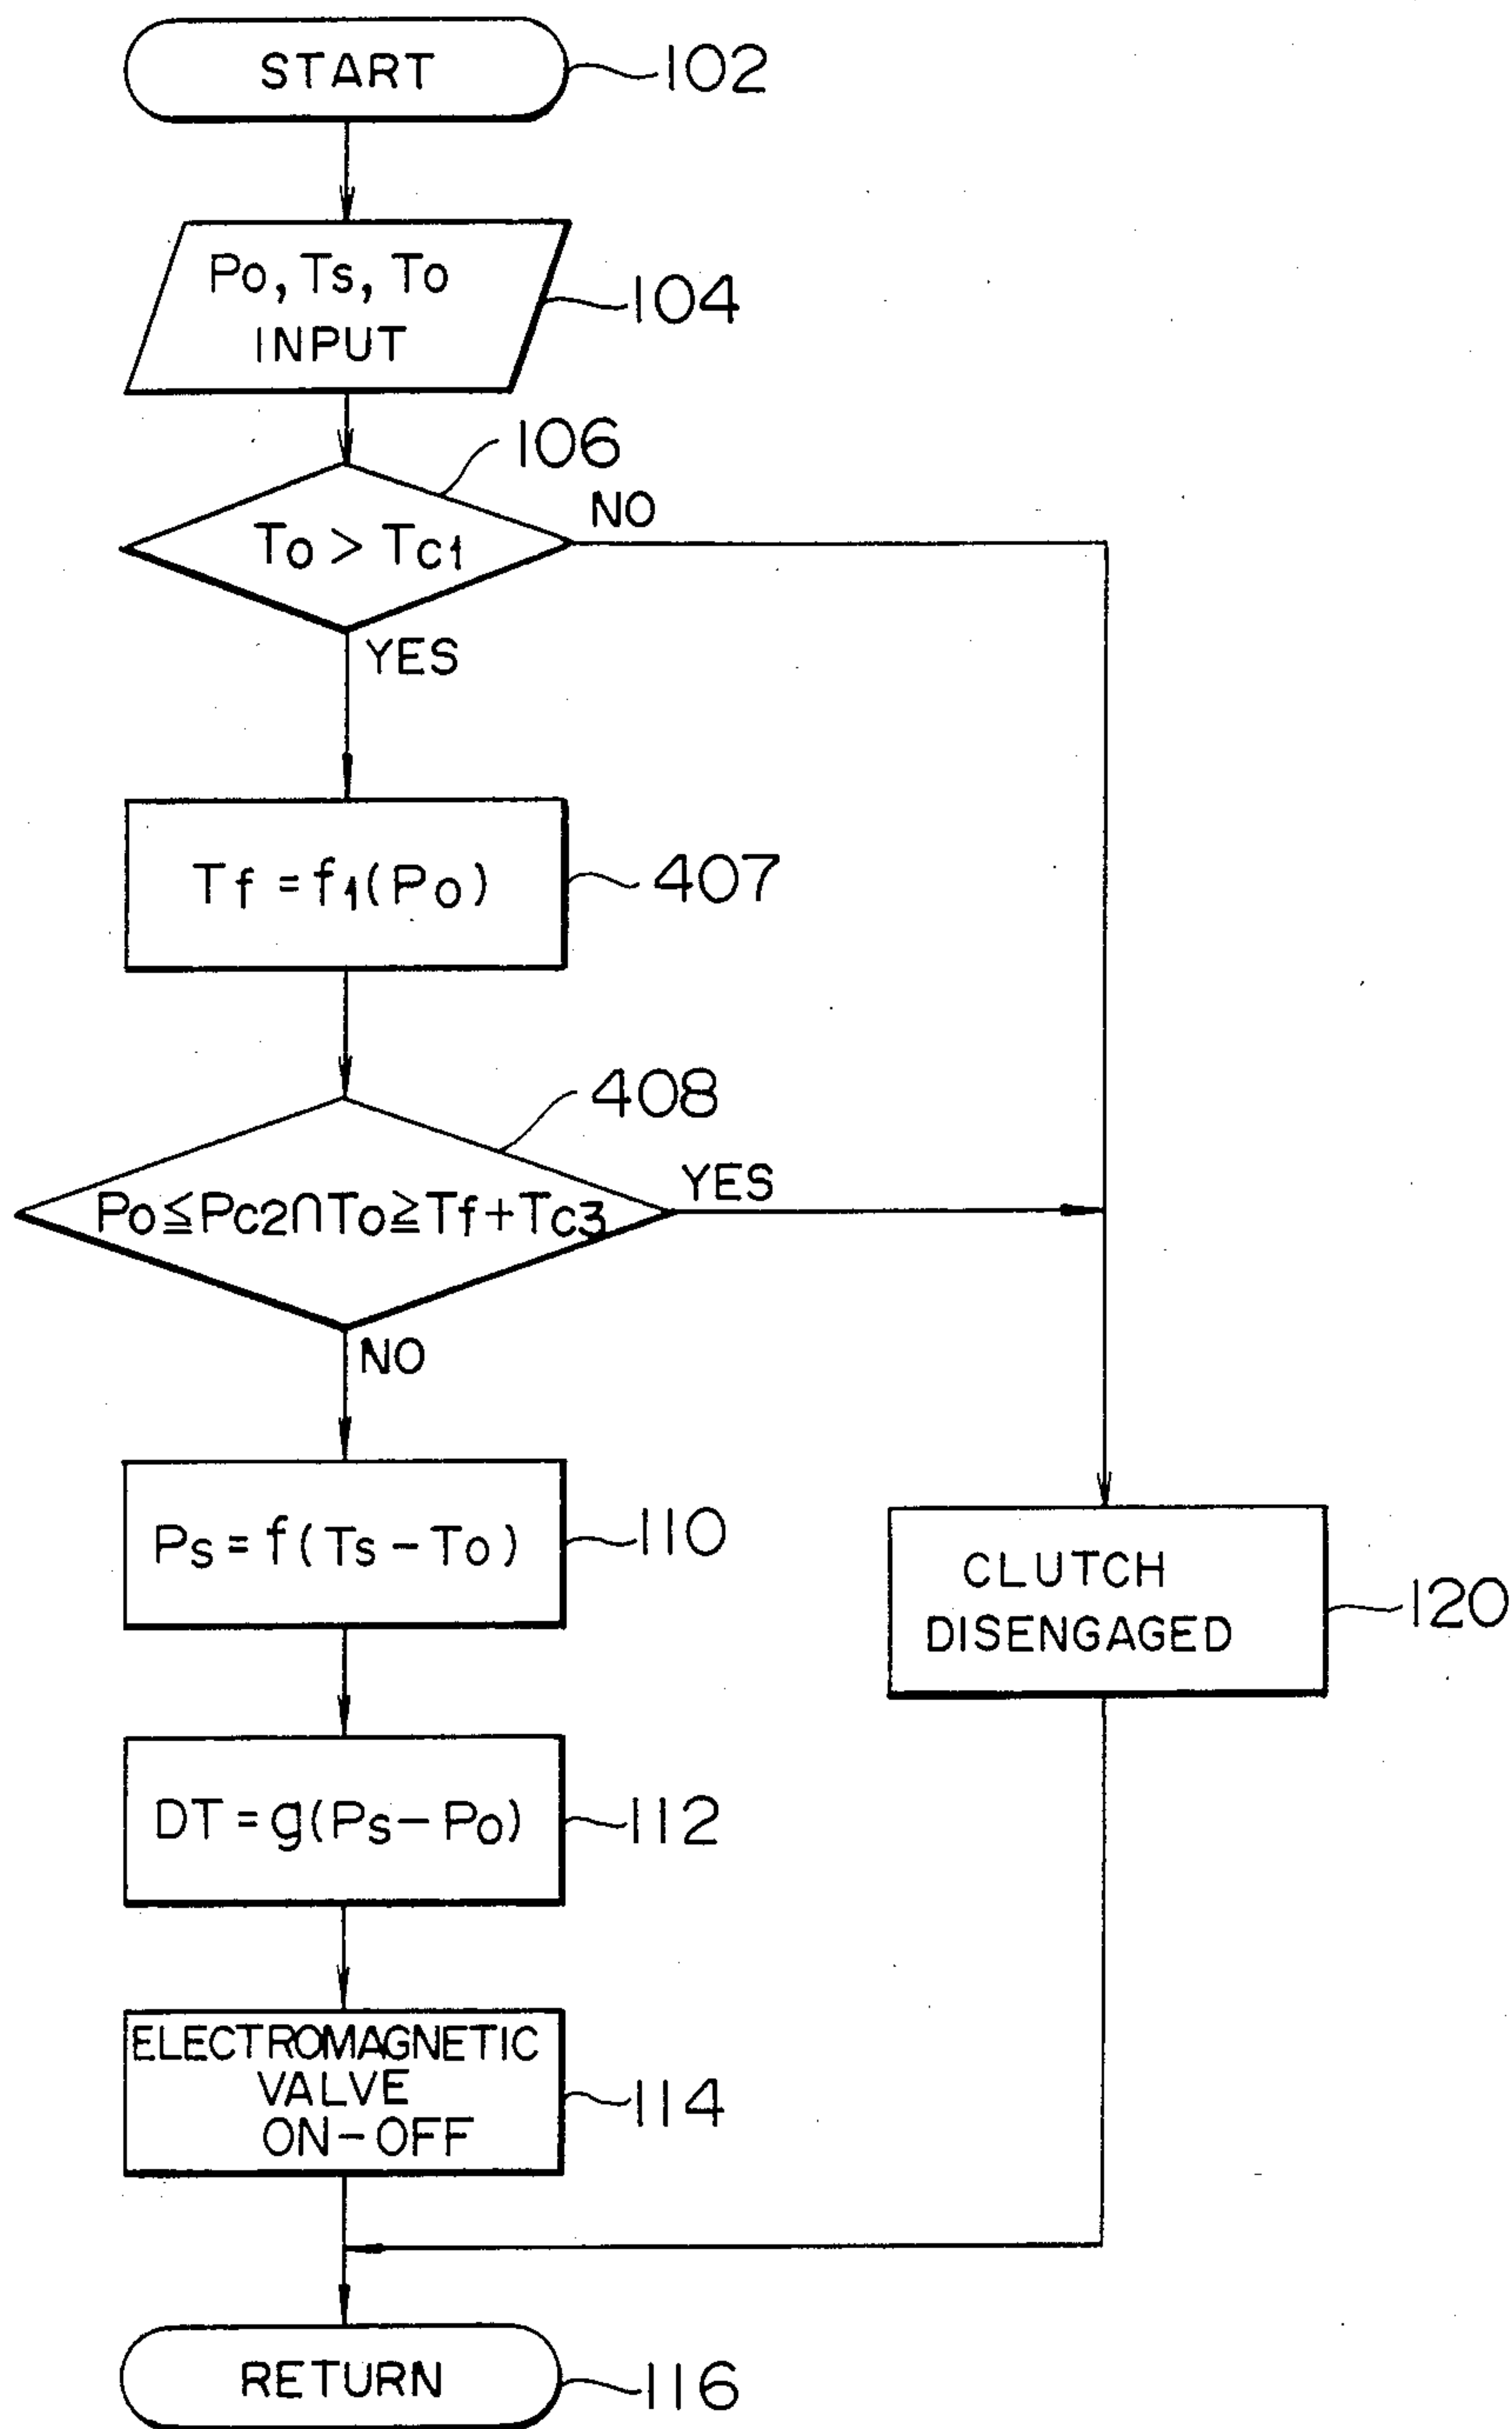 START
102
Po, Ts, To
INPUT
104
106
To > Tc1
NO
YES
Tf = f1(Po)
407
408
Po≦Pc2∩To≧Tf+Tc3
YES
NO
Ps = f(Ts - To)
110
CLUTCH
DISENGAGED
120
DT = g(Ps - Po)
112
ELECTROMAGNETIC
VALVE
ON-OFF
114
RETURN
116